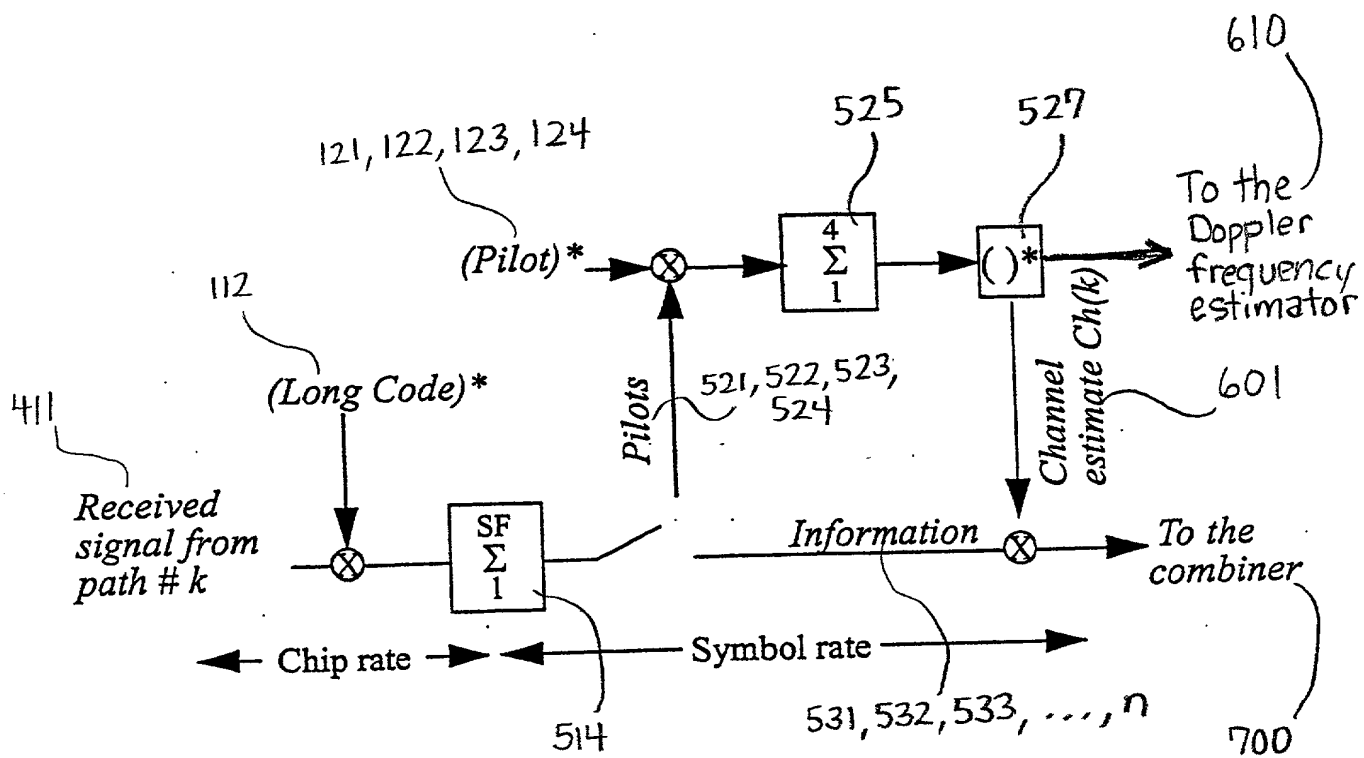 610
525
527
121, 122, 123, 124
To the
Doppler
frequency
estimator
4
Σ
1
( )*
(Pilot)*
112
(Long Code)*
411
Pilots
521, 522, 523,
524
Channel
estimate Ch(k)
601
Received
signal from
path # k
SF
Σ
1
Information
To the
combiner
Chip rate
Symbol rate
514
531, 532, 533, ..., n
700